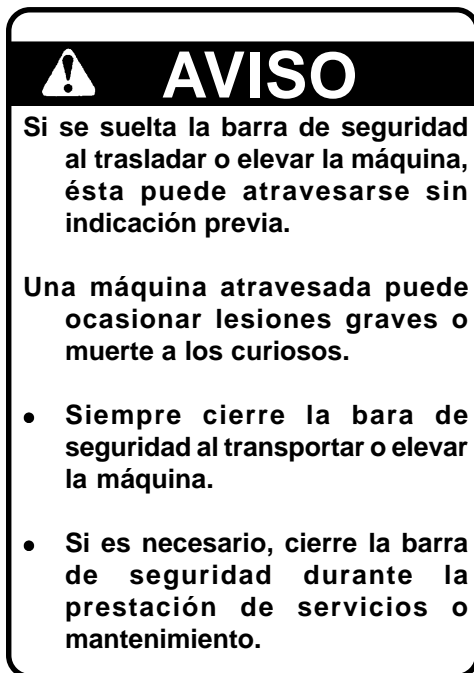 AVISO
Si se suelta la barra de seguridad
al trasladar o elevar la máquina,
ésta puede atravesarse sin
indicación previa.
Una máquina atravesada puede
ocasionar lesiones graves o
muerte a los curiosos.
• Siempre cierre la bara de
seguridad al transportar o elevar
la máquina.
• Si es necesario, cierre la barra
de seguridad durante la
prestación de servicios o
mantenimiento.